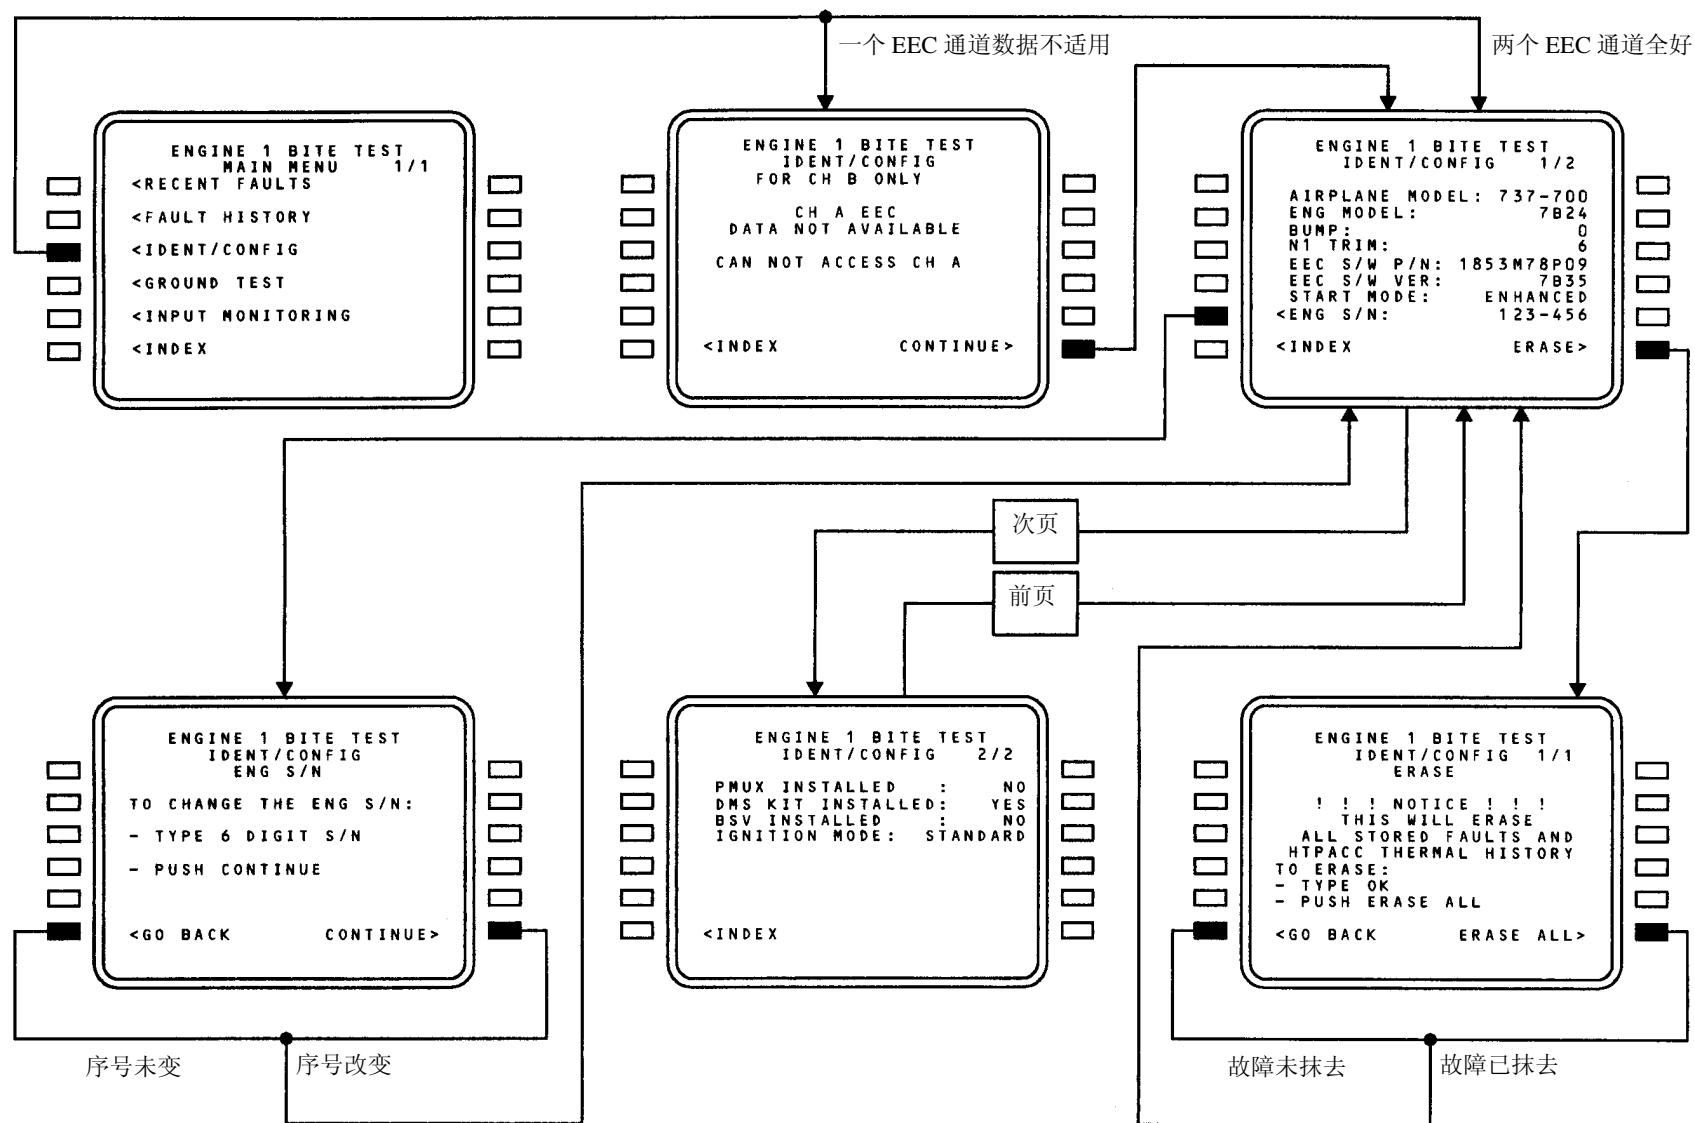 一个 EEC 通道数据不适用
两个 EEC 通道全好
ENGINE 1 BITE TEST
MAIN MENU 1/1
<RECENT FAULTS
<FAULT HISTORY
<IDENT/CONFIG
<GROUND TEST
<INPUT MONITORING
<INDEX
ENGINE 1 BITE TEST
IDENT/CONFIG
FOR CH B ONLY
CH A EEC
DATA NOT AVAILABLE
CAN NOT ACCESS CH A
<INDEX CONTINUE>
ENGINE 1 BITE TEST
IDENT/CONFIG 1/2
AIRPLANE MODEL: 737-700
ENG MODEL: 7B24
BUMP: 0
N1 TRIM: 6
EEC S/W P/N: 1853M78P09
EEC S/W VER: 7B35
START MODE: ENHANCED
<ENG S/N: 123-456
<INDEX ERASE>
次页
前页
ENGINE 1 BITE TEST
IDENT/CONFIG
ENG S/N
TO CHANGE THE ENG S/N:
- TYPE 6 DIGIT S/N
- PUSH CONTINUE
<GO BACK CONTINUE>
ENGINE 1 BITE TEST
IDENT/CONFIG 2/2
PMUX INSTALLED : NO
DMS KIT INSTALLED: YES
BSV INSTALLED : NO
IGNITION MODE: STANDARD
<INDEX
ENGINE 1 BITE TEST
IDENT/CONFIG 1/1
ERASE
! ! ! NOTICE ! ! !
THIS WILL ERASE
ALL STORED FAULTS AND
HTPACC THERMAL HISTORY
TO ERASE:
- TYPE OK
- PUSH ERASE ALL
<GO BACK ERASE ALL>
序号未变
序号改变
故障未抹去
故障已抹去